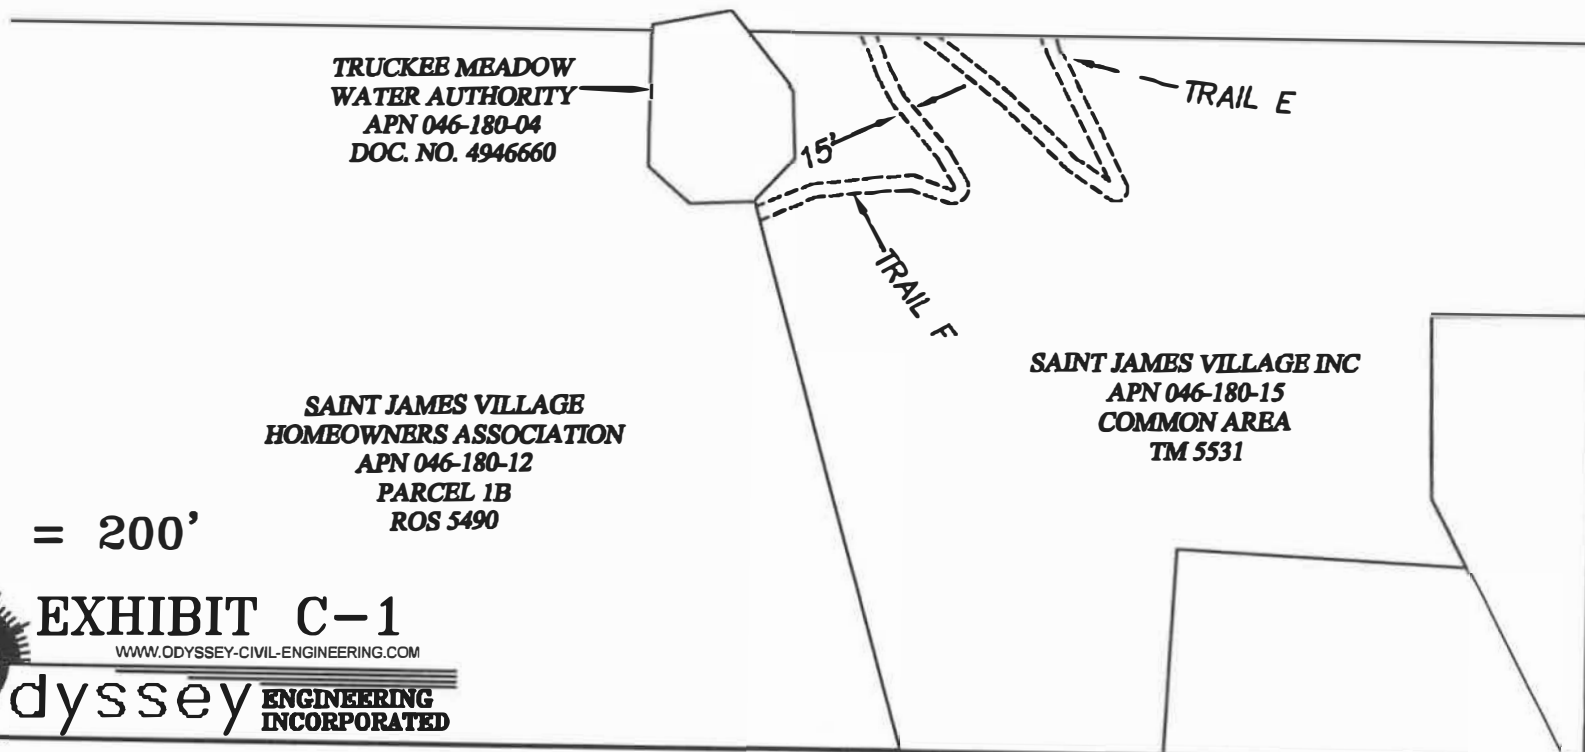 TRUCKEE MEADOW
WATER AUTHORITY
APN 046-180-04
DOC. NO. 4946660
15'
TRAIL E
TRAIL F
SAINT JAMES VILLAGE INC
APN 046-180-15
COMMON AREA
TM 5531
SAINT JAMES VILLAGE
HOMEOWNERS ASSOCIATION
APN 046-180-12
PARCEL 1B
ROS 5490
= 200'
EXHIBIT C-1
WWW.ODYSSEY-CIVIL-ENGINEERING.COM
dyssey ENGINEERING
INCORPORATED